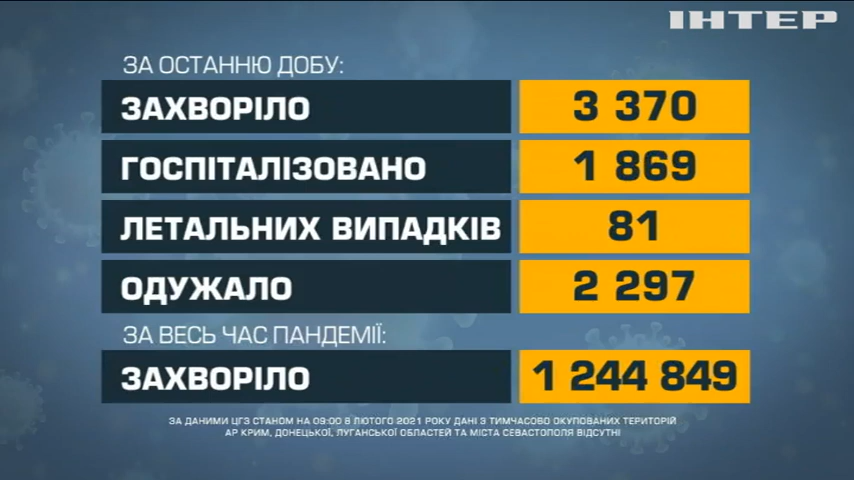 ІНТЕР
ЗА ОСТАННЮ ДОБУ:
ЗАХВОРІЛО 3 370
ГОСПІТАЛІЗОВАНО 1 869
ЛЕТАЛЬНИХ ВИПАДКІВ 81
ОДУЖАЛО 2 297
ЗА ВЕСЬ ЧАС ПАНДЕМІЇ:
ЗАХВОРІЛО 1 244 849
ЗА ДАНИМИ ЦГЗ СТАНОМ НА 09:00 8 ЛЮТОГО 2021 РОКУ ДАНІ З ТИМЧАСОВО ОКУПОВАНИХ ТЕРИТОРІЙ
АР КРИМ, ДОНЕЦЬКОЇ, ЛУГАНСЬКОЇ ОБЛАСТЕЙ ТА МІСТА СЕВАСТОПОЛЯ ВІДСУТНІ